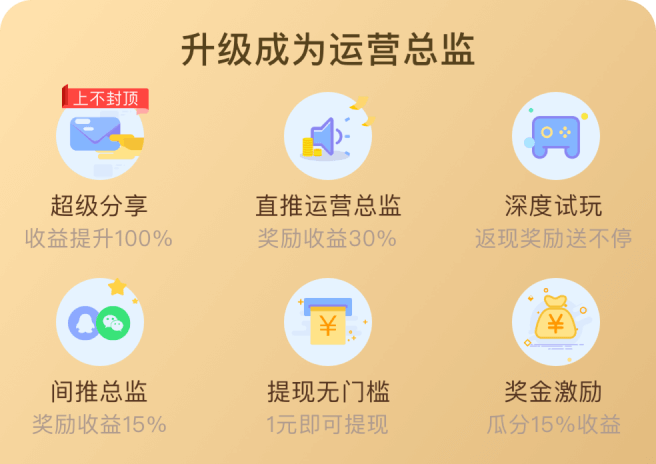 升级成为运营总监
上不封顶
超级分享
收益提升100%
直推运营总监
奖励收益30%
深度试玩
返现奖励送不停
间推总监
奖励收益15%
¥
提现无门槛
1元即可提现
¥
奖金激励
瓜分15%收益